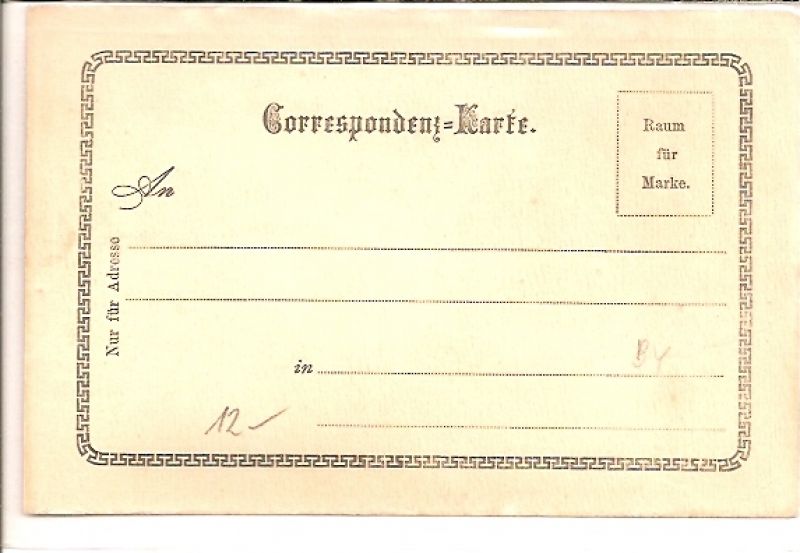 Correspondenz=Karte.
Raum
für
Marke.
An
Nur für Adresse
in
12-